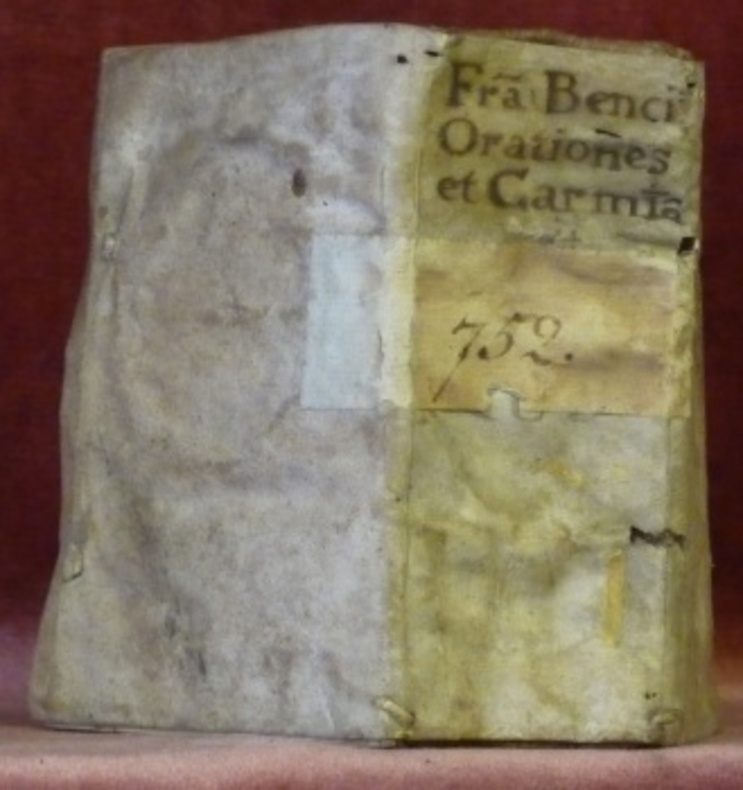 Frã Benci
Orationes
et Carmĩa
752.